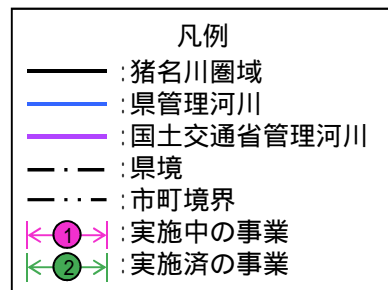 凡例
:猪名川圏域
:県管理河川
:国土交通省管理河川
:県境
:市町境界
1 :実施中の事業
2 :実施済の事業